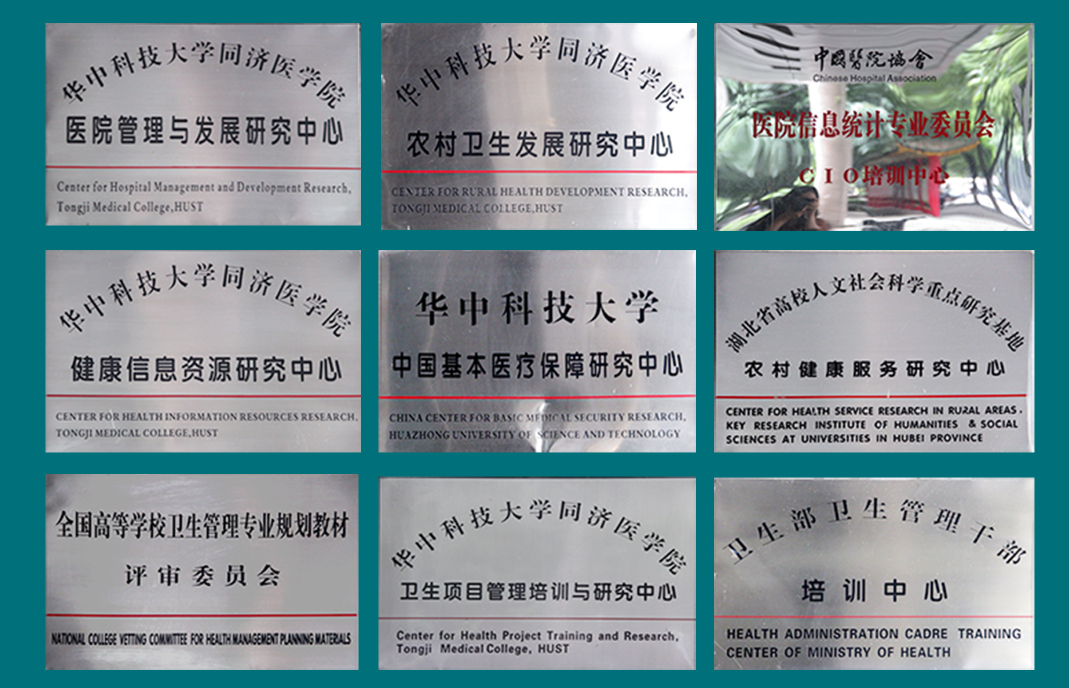 华中科技大学同济医学院
医院管理与发展研究中心
Center for Hospital Management and Development Research,
Tongji Medical College,HUST
华中科技大学同济医学院
农村卫生发展研究中心
CENTER FOR RURAL HEALTH DEVELOPMENT RESEARCH,
TONGJI MEDICAL COLLEGE,HUST
中國醫院協會
Chinese Hospital Association
医院信息统计专业委员会
CIO培训中心
华中科技大学同济医学院
健康信息资源研究中心
CENTER FOR HEALTH INFORMATION RESOURCES RESEARCH,
TONGJI MEDICAL COLLEGE,HUST
华中科技大学
中国基本医疗保障研究中心
CHINA CENTER FOR BASIC MEDICAL SECURITY RESEARCH,
HUAZHONG UNIVERSITY OF SCIENCE AND TECHNOLOGY
湖北省高校人文社会科学重点研究基地
农村健康服务研究中心
CENTER FOR HEALTH SERVICE RESEARCH IN RURAL AREAS,
KEY RESEARCH INSTITUTE OF HUMANITIES & SOCIAL
SCIENCES AT UNIVERSITIES IN HUBEI PROVINCE
全国高等学校卫生管理专业规划教材
评审委员会
NATIONAL COLLEGE VETTING COMMITTEE FOR HEALTH MANAGEMENT PLANNING MATERIALS
华中科技大学同济医学院
卫生项目管理培训与研究中心
Center for Health Project Training and Research,
Tongji Medical College, HUST
卫生部卫生管理干部
培训中心
HEALTH ADMINISTRATION CADRE TRAINING
CENTER OF MINISTRY OF HEALTH